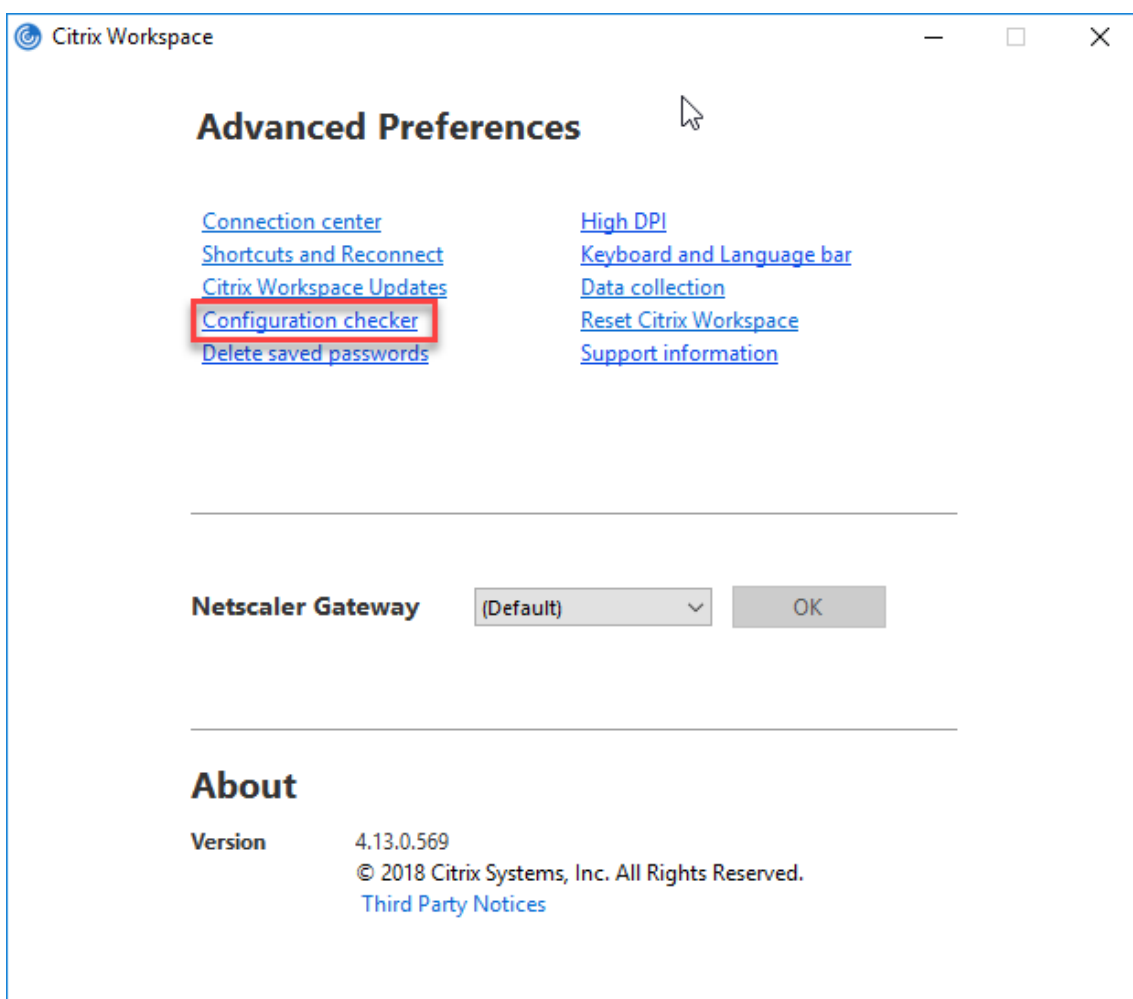 Citrix Workspace
Advanced Preferences
Connection center
Shortcuts and Reconnect
Citrix Workspace Updates
Configuration checker
Delete saved passwords
High DPI
Keyboard and Language bar
Data collection
Reset Citrix Workspace
Support information
Netscaler Gateway (Default) OK
About
Version 4.13.0.569
© 2018 Citrix Systems, Inc. All Rights Reserved.
Third Party Notices